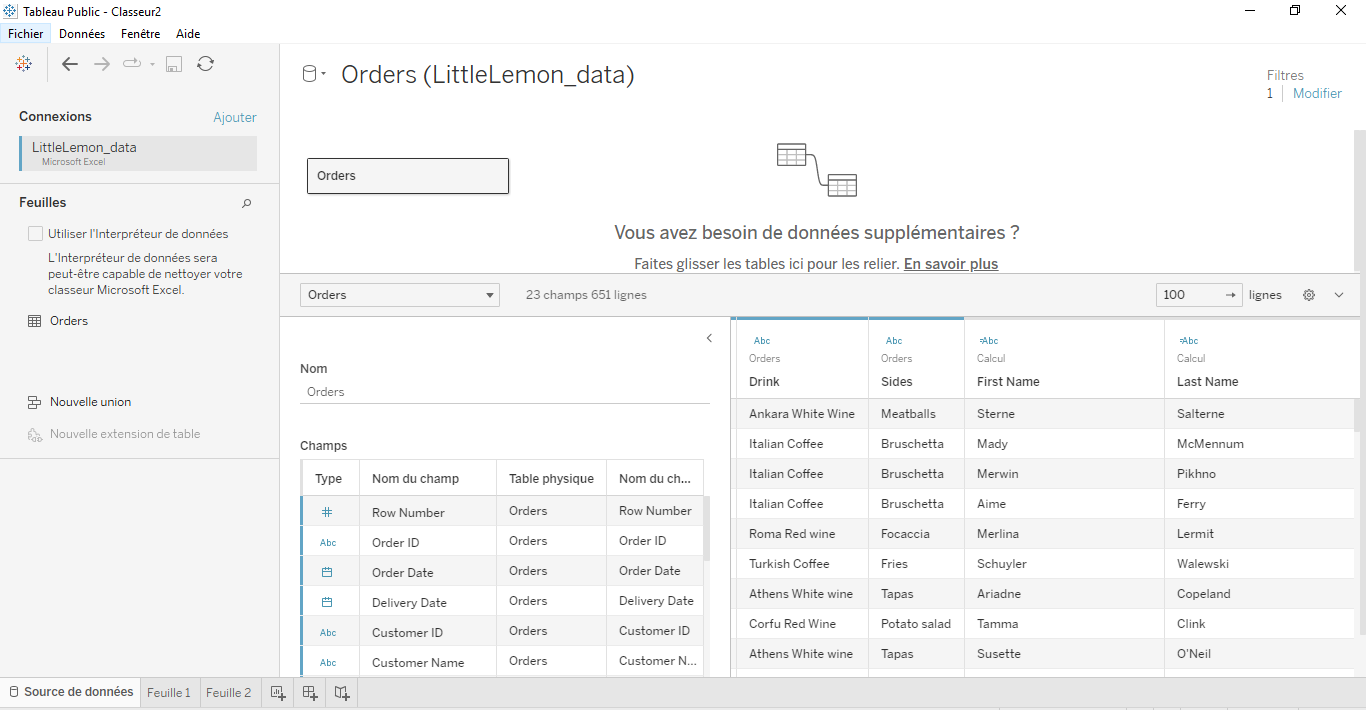 Tableau Public - Classeur2
Fichier Données Fenêtre Aide
Connexions Ajouter
LittleLemon_data
Microsoft Excel
Feuilles
Utiliser l'Interpréteur de données
L'Interpréteur de données sera
peut-être capable de nettoyer votre
classeur Microsoft Excel.
Orders
Nouvelle union
Nouvelle extension de table
Orders (LittleLemon_data)
Filtres
1 Modifier
Orders
Vous avez besoin de données supplémentaires ?
Faites glisser les tables ici pour les relier. En savoir plus
Orders 23 champs 651 lignes 100 → lignes
Nom
Orders
Champs
Type Nom du champ Table physique Nom du ch...
# Row Number Orders Row Number
Abc Order ID Orders Order ID
Order Date Orders Order Date
Delivery Date Orders Delivery Date
Abc Customer ID Orders Customer ID
Abc Customer Name Orders Customer N...
Abc Abc =Abc =Abc
Orders Orders Calcul Calcul
Drink Sides First Name Last Name
Ankara White Wine Meatballs Sterne Salterne
Italian Coffee Bruschetta Mady McMennum
Italian Coffee Bruschetta Merwin Pikhno
Italian Coffee Bruschetta Aime Ferry
Roma Red wine Focaccia Merlina Lermit
Turkish Coffee Fries Schuyler Walewski
Athens White wine Tapas Ariadne Copeland
Corfu Red Wine Potato salad Tamma Clink
Athens White wine Tapas Susette O'Neil
Source de données Feuille 1 Feuille 2